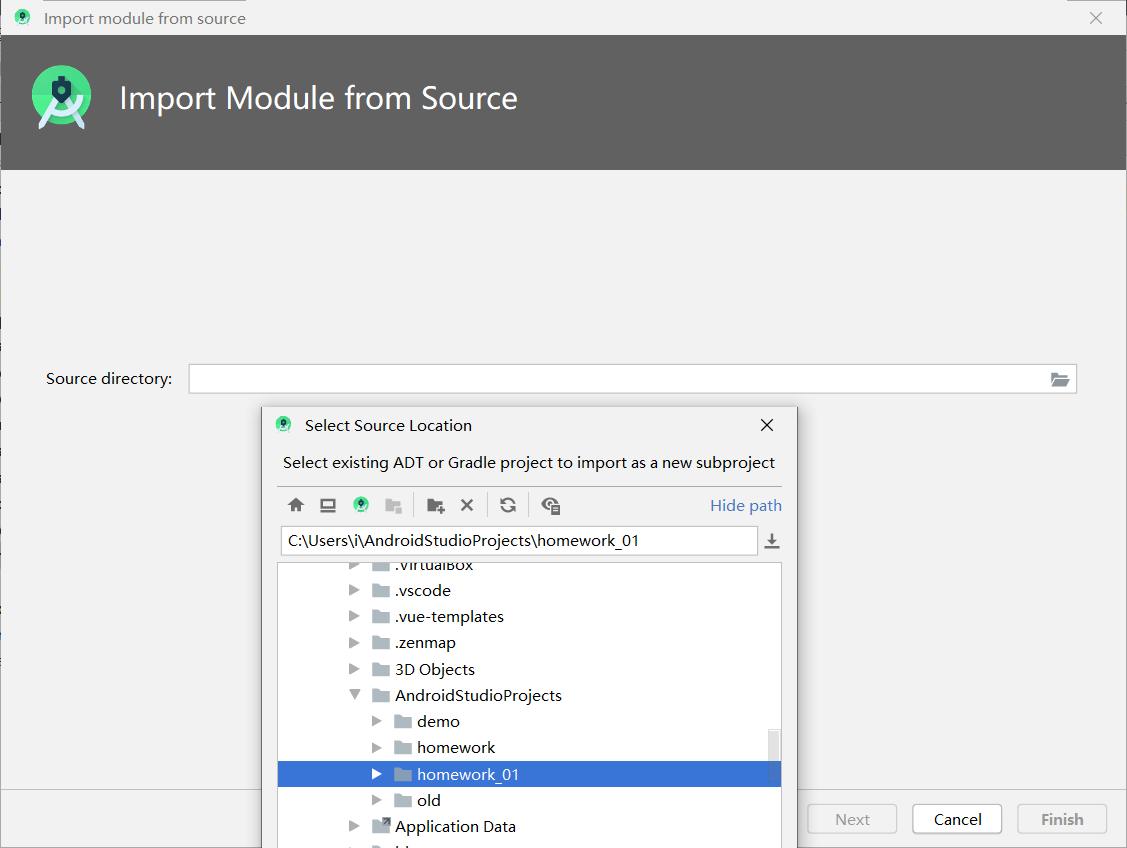 Import module from source
Import Module from Source
Source directory:
Select Source Location
Select existing ADT or Gradle project to import as a new subproject
Hide path
C:\Users\i\AndroidStudioProjects\homework_01
.VirtualBox
.vscode
.vue-templates
.zenmap
3D Objects
AndroidStudioProjects
demo
homework
homework_01
old
Application Data
Next
Cancel
Finish